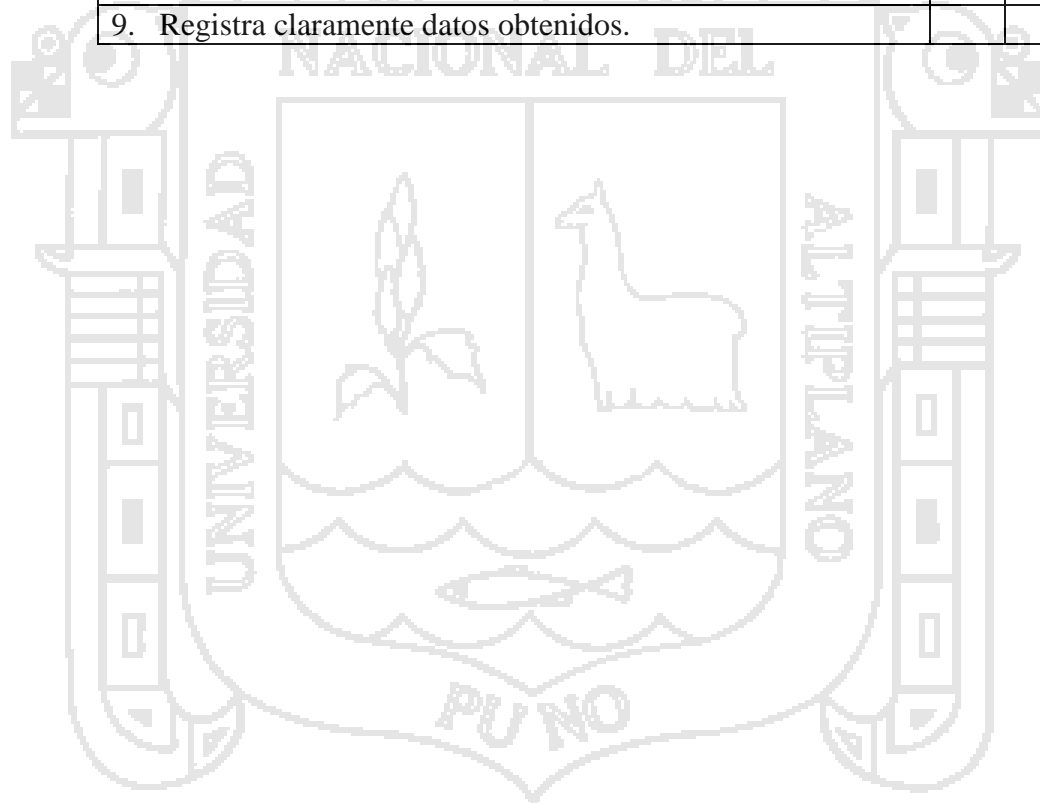 9. Registra claramente datos obtenidos.
NACIONAL DEL
UNIVERSIDAD
ALTIPLANO
PUNO